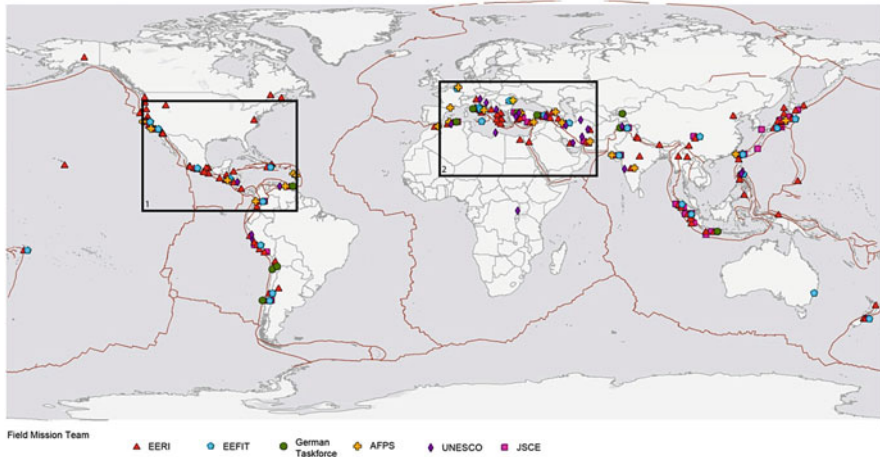 1
2
Field Mission Team
EERI EEFIT German Taskforce AFPS UNESCO JSCE